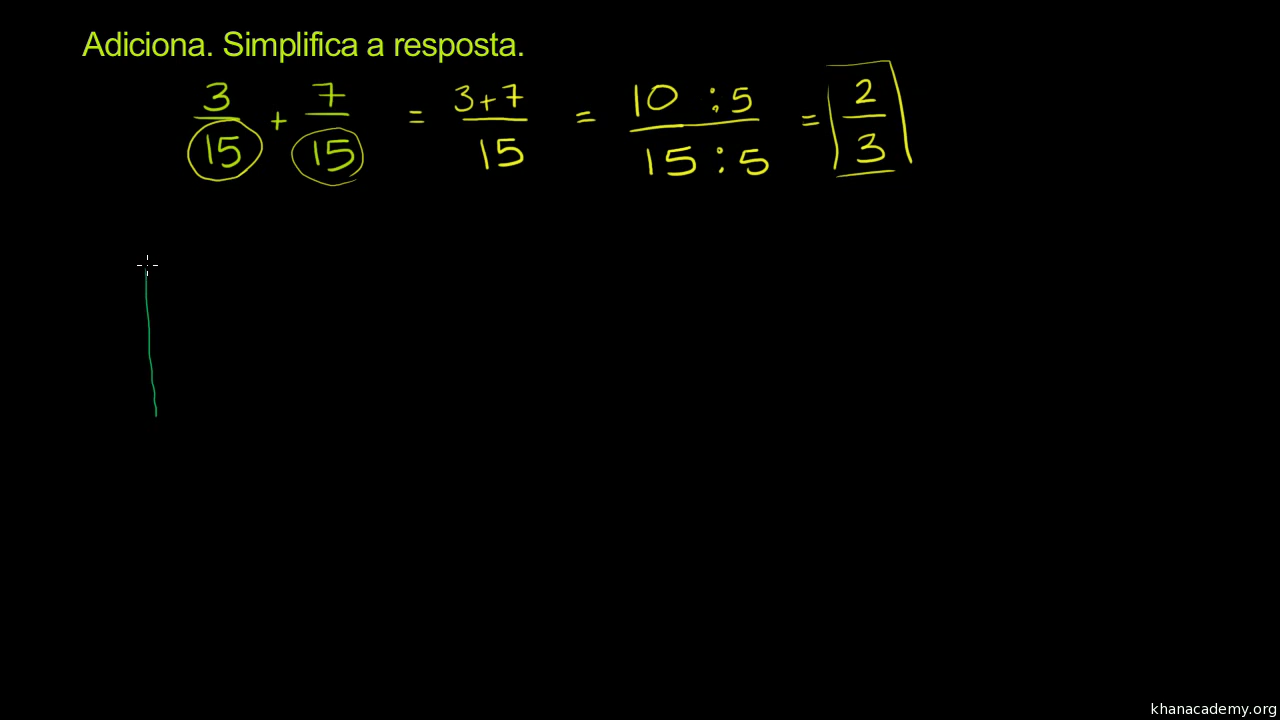 Adiciona. Simplifica a resposta.
3/15 + 7/15 = 3+7/15 = 10 :5/15 :5 = 2/3
khanacademy.org